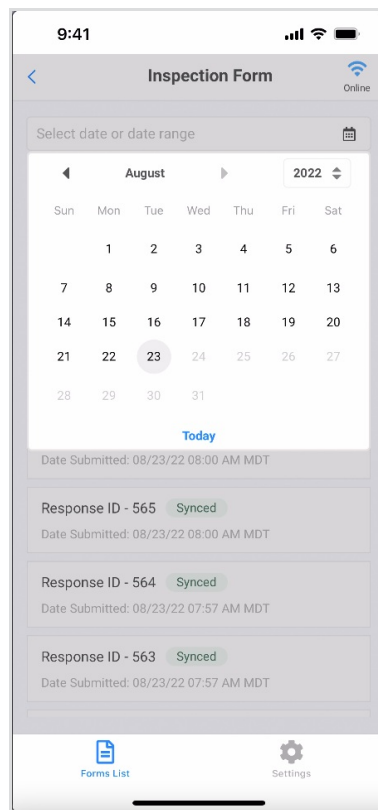 9:41
Inspection Form
Online
Select date or date range
August 2022
Sun Mon Tue Wed Thu Fri Sat
1 2 3 4 5 6
7 8 9 10 11 12 13
14 15 16 17 18 19 20
21 22 23 24 25 26 27
28 29 30 31
Today
Date Submitted: 08/23/22 08:00 AM MDT
Response ID - 565 Synced
Date Submitted: 08/23/22 08:00 AM MDT
Response ID - 564 Synced
Date Submitted: 08/23/22 07:57 AM MDT
Response ID - 563 Synced
Date Submitted: 08/23/22 07:57 AM MDT
Forms List Settings